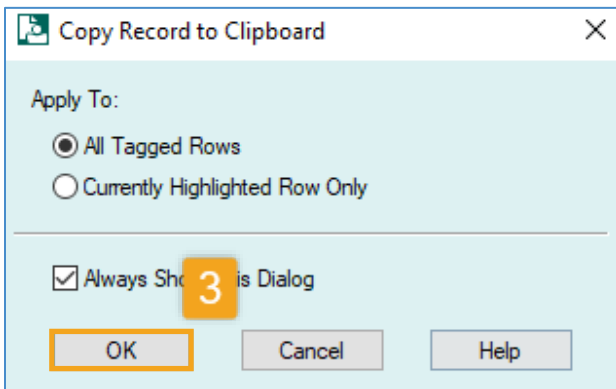 Copy Record to Clipboard
Apply To:
All Tagged Rows
Currently Highlighted Row Only
Always Sho 3 is Dialog
OK Cancel Help